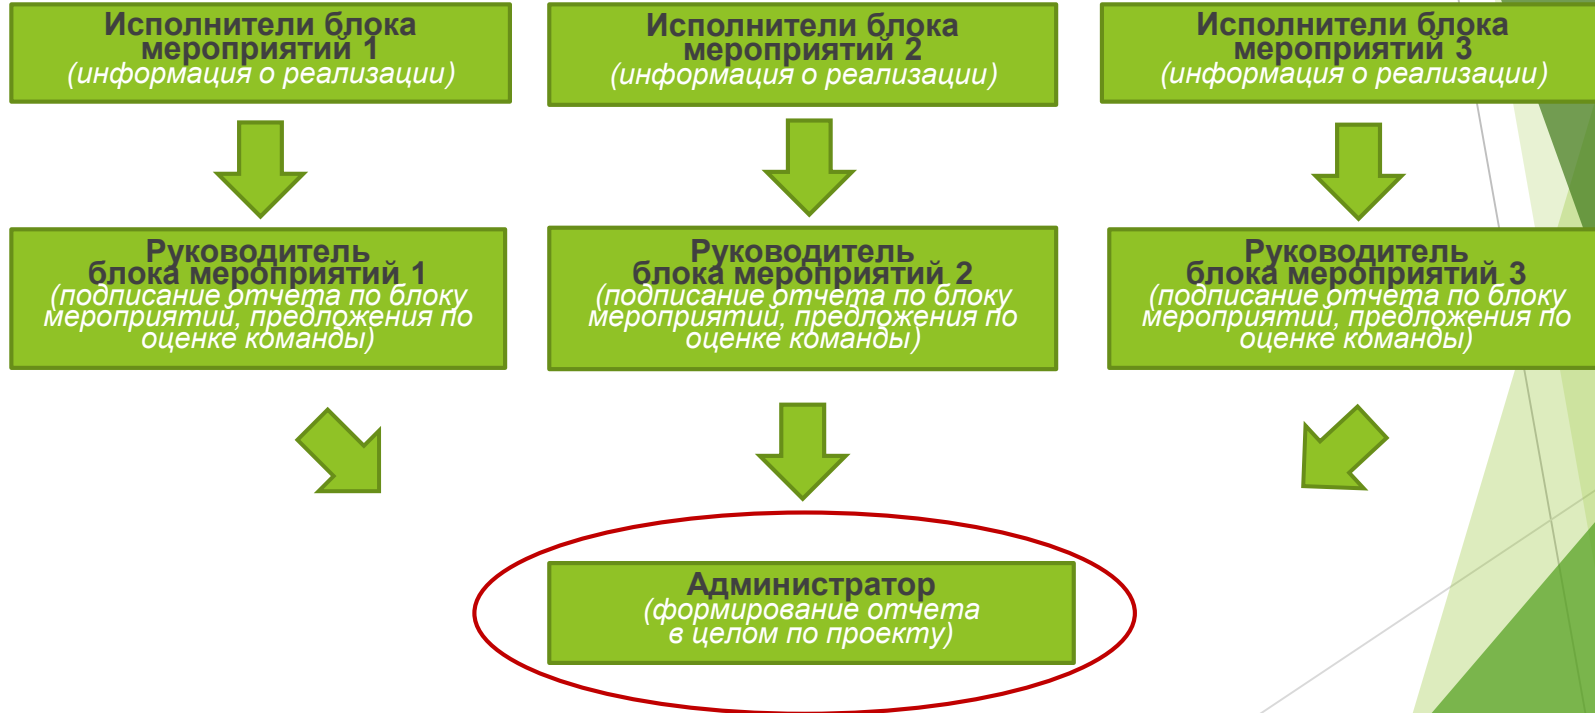 Исполнители блока
мероприятий 1
(информация о реализации)
Исполнители блока
мероприятий 2
(информация о реализации)
Исполнители блока
мероприятий 3
(информация о реализации)
Руководитель
блока мероприятий 1
(подписание отчета по блоку
мероприятий, предложения по
оценке команды)
Руководитель
блока мероприятий 2
(подписание отчета по блоку
мероприятий, предложения по
оценке команды)
Руководитель
блока мероприятий 3
(подписание отчета по блоку
мероприятий, предложения по
оценке команды)
Администратор
(формирование отчета
в целом по проекту)